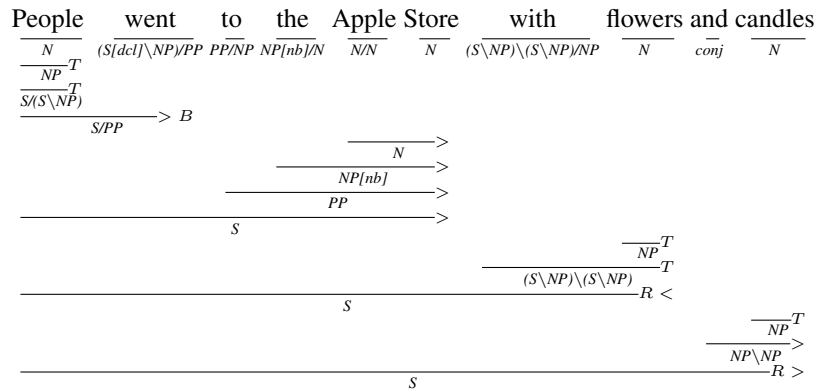 People went to the Apple Store with flowers and candles
N (S[dcl]\NP)/PP PP/NP NP[nb]/N N/N N (S\NP)\(S\NP)/NP N conj N
T
NP
T
S/(S\NP)
> B
S/PP
>
N
>
NP[nb]
>
PP
>
S
T
NP
T
(S\NP)\(S\NP)
R <
S
T
NP
>
NP\NP
R >
S